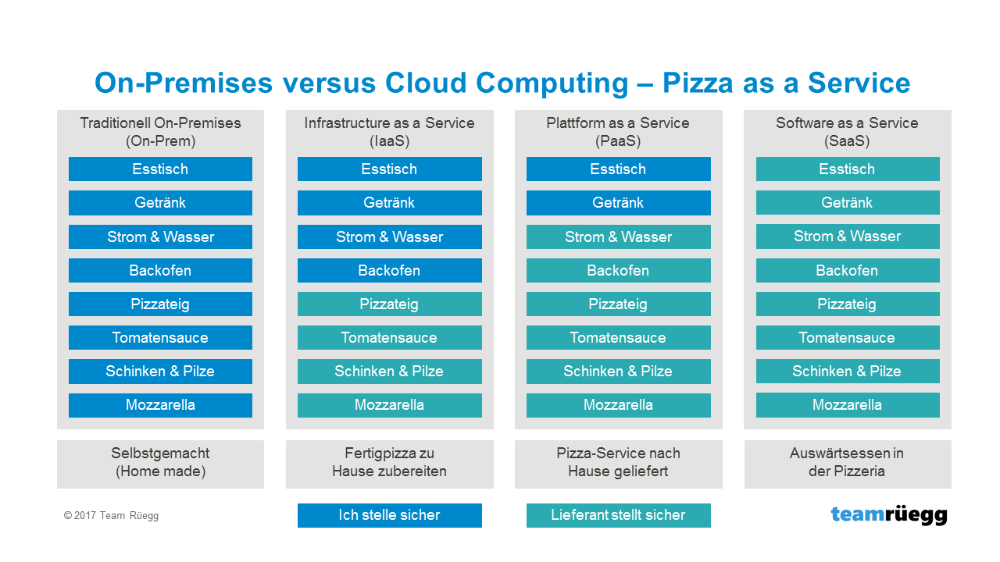 On-Premises versus Cloud Computing – Pizza as a Service
Traditionell On-Premises
(On-Prem)
Esstisch
Getränk
Strom & Wasser
Backofen
Pizzateig
Tomatensauce
Schinken & Pilze
Mozzarella
Selbstgemacht
(Home made)
Infrastructure as a Service
(IaaS)
Esstisch
Getränk
Strom & Wasser
Backofen
Pizzateig
Tomatensauce
Schinken & Pilze
Mozzarella
Fertigpizza zu
Hause zubereiten
Plattform as a Service
(PaaS)
Esstisch
Getränk
Strom & Wasser
Backofen
Pizzateig
Tomatensauce
Schinken & Pilze
Mozzarella
Pizza-Service nach
Hause geliefert
Software as a Service
(SaaS)
Esstisch
Getränk
Strom & Wasser
Backofen
Pizzateig
Tomatensauce
Schinken & Pilze
Mozzarella
Auswärtsessen in
der Pizzeria
© 2017 Team Rüegg
Ich stelle sicher
Lieferant stellt sicher
teamrüegg